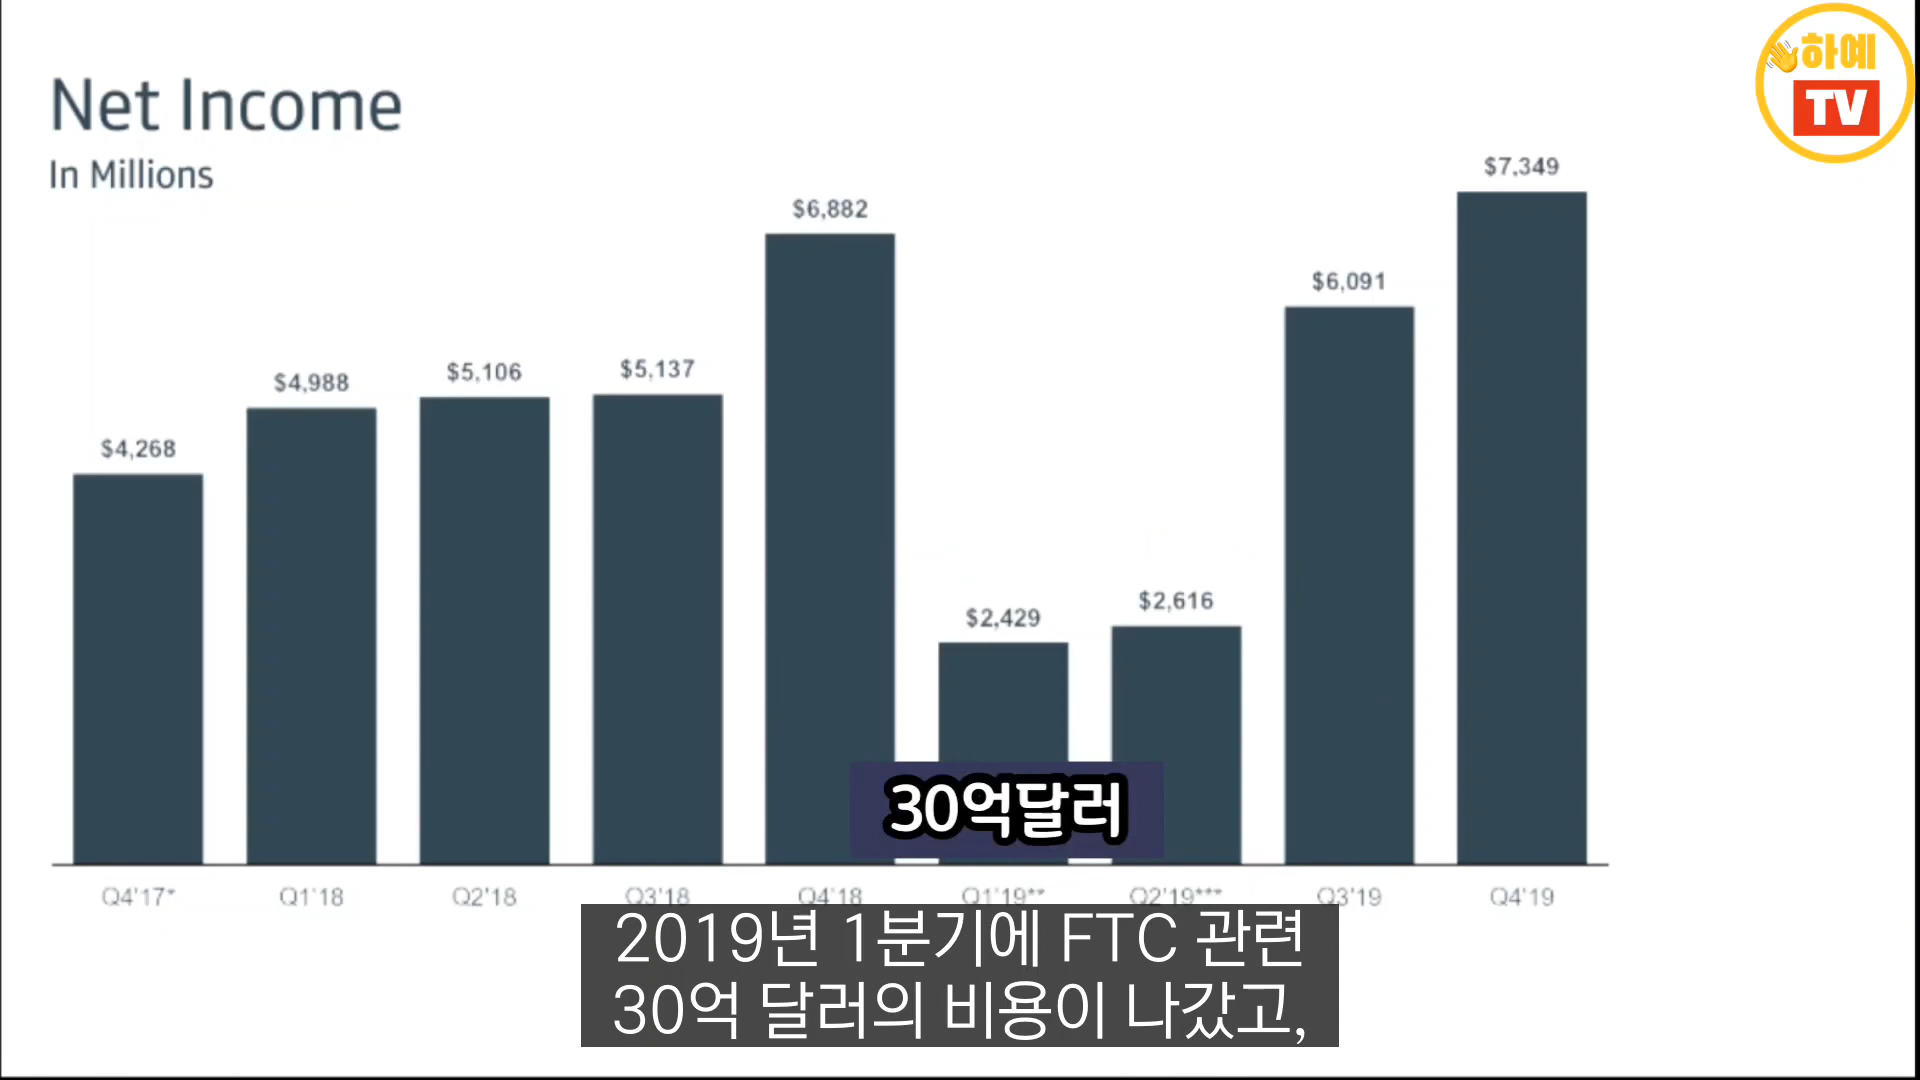 하예
TV
Net Income
In Millions
$4,268
$4,988
$5,106
$5,137
$6,882
$2,429
$2,616
$6,091
$7,349
30억달러
Q4'17*
Q1'18
Q2'18
Q3'18
Q4'18
Q1'19**
Q2'19***
Q3'19
Q4'19
2019년 1분기에 FTC 관련
30억 달러의 비용이 나갔고,